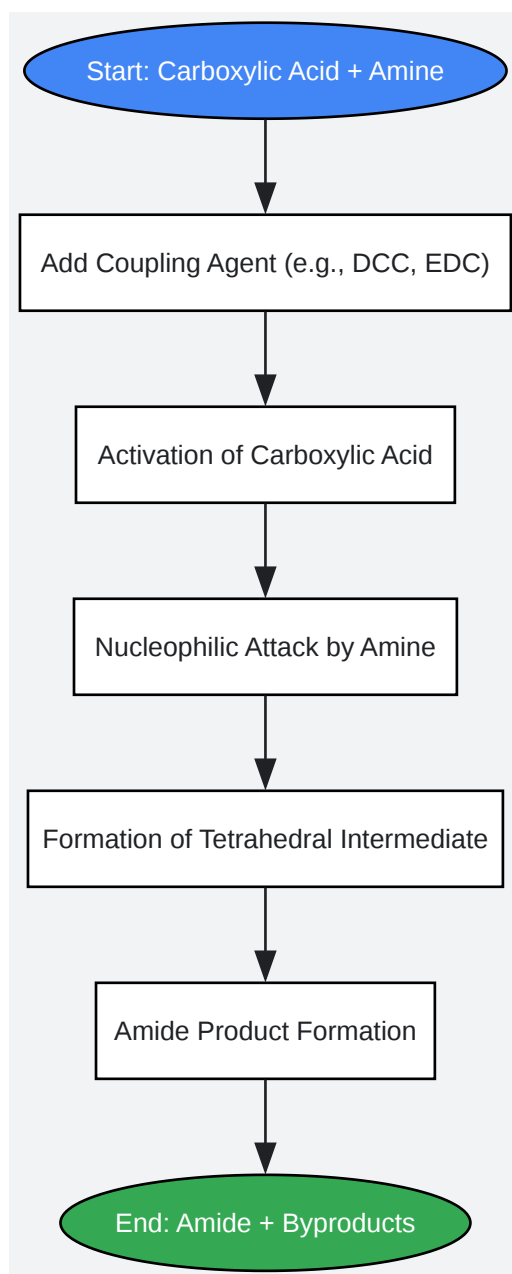 Start: Carboxylic Acid + Amine
Add Coupling Agent (e.g., DCC, EDC)
Activation of Carboxylic Acid
Nucleophilic Attack by Amine
Formation of Tetrahedral Intermediate
Amide Product Formation
End: Amide + Byproducts